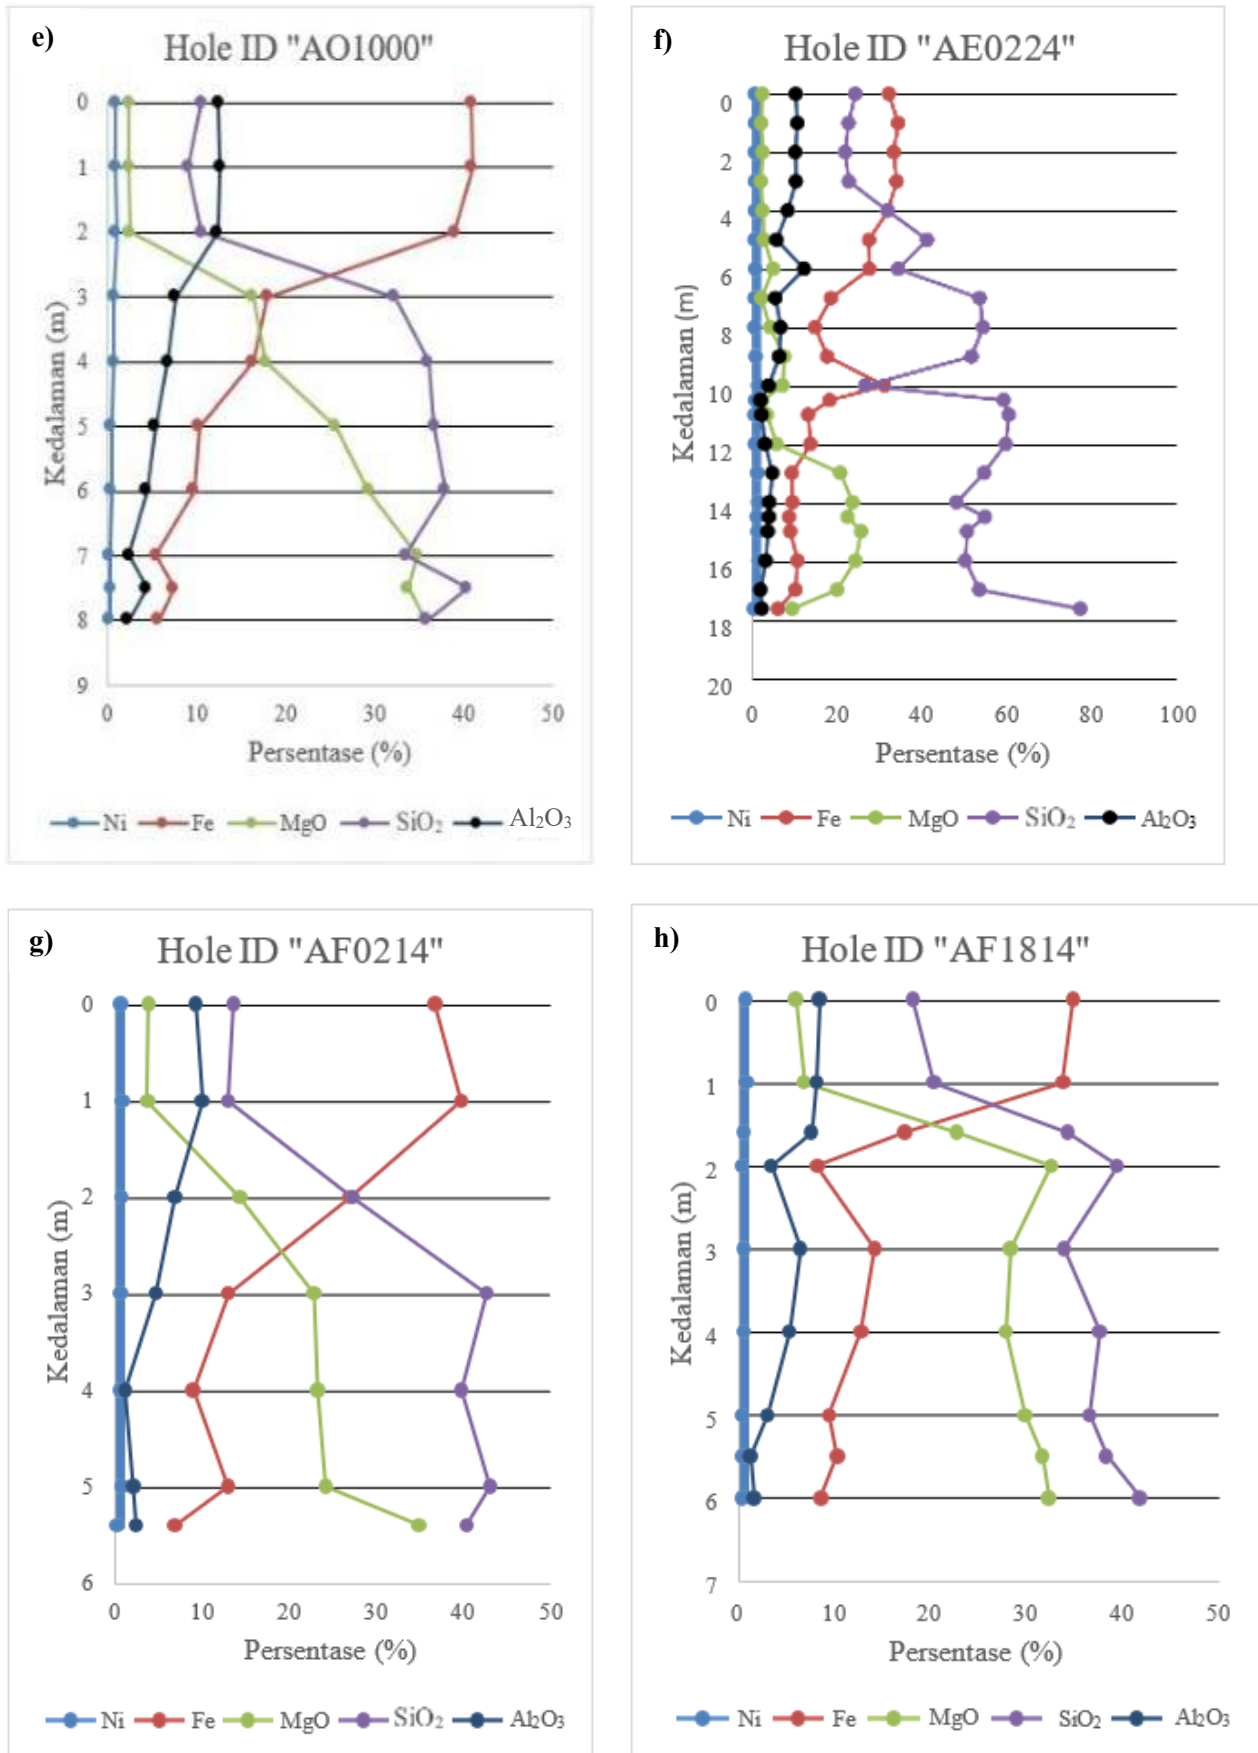 e)
Hole ID "AO1000"
0
1
2
3
4
5
6
7
8
9
Kedalaman (m)
0 10 20 30 40 50
Persentase (%)
Ni Fe MgO SiO₂ Al₂O₃
f)
Hole ID "AE0224"
0
2
4
6
8
10
12
14
16
18
20
Kedalaman (m)
0 20 40 60 80 100
Persentase (%)
Ni Fe MgO SiO₂ Al₂O₃
g)
Hole ID "AF0214"
0
1
2
3
4
5
6
Kedalaman (m)
0 10 20 30 40 50
Persentase (%)
Ni Fe MgO SiO₂ Al₂O₃
h)
Hole ID "AF1814"
0
1
2
3
4
5
6
7
Kedalaman (m)
0 10 20 30 40 50
Persentase (%)
Ni Fe MgO SiO₂ Al₂O₃